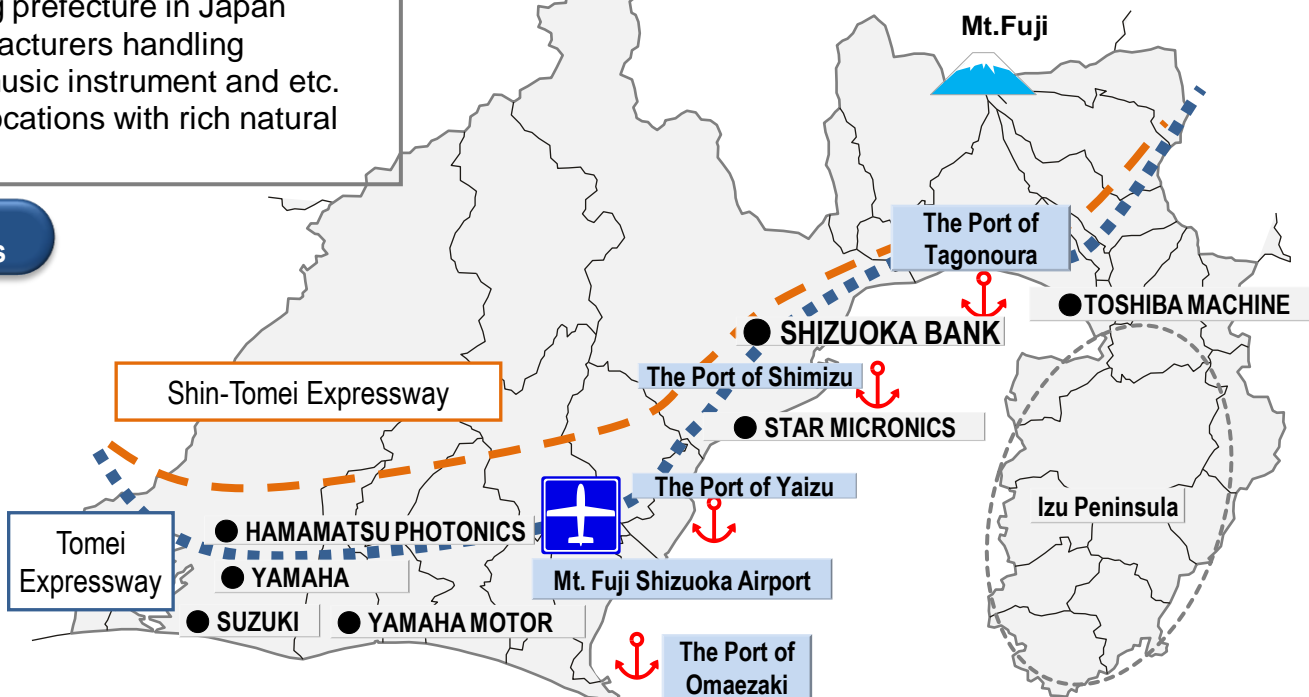 prefecture in Japan
acturers handling
music instrument and etc.
ocations with rich natural
s
Mt.Fuji
The Port of
Tagonoura
TOSHIBA MACHINE
SHIZUOKA BANK
Shin-Tomei Expressway
The Port of Shimizu
STAR MICRONICS
The Port of Yaizu
Izu Peninsula
HAMAMATSU PHOTONICS
Tomei
Expressway
YAMAHA
Mt. Fuji Shizuoka Airport
SUZUKI
YAMAHA MOTOR
The Port of
Omaezaki